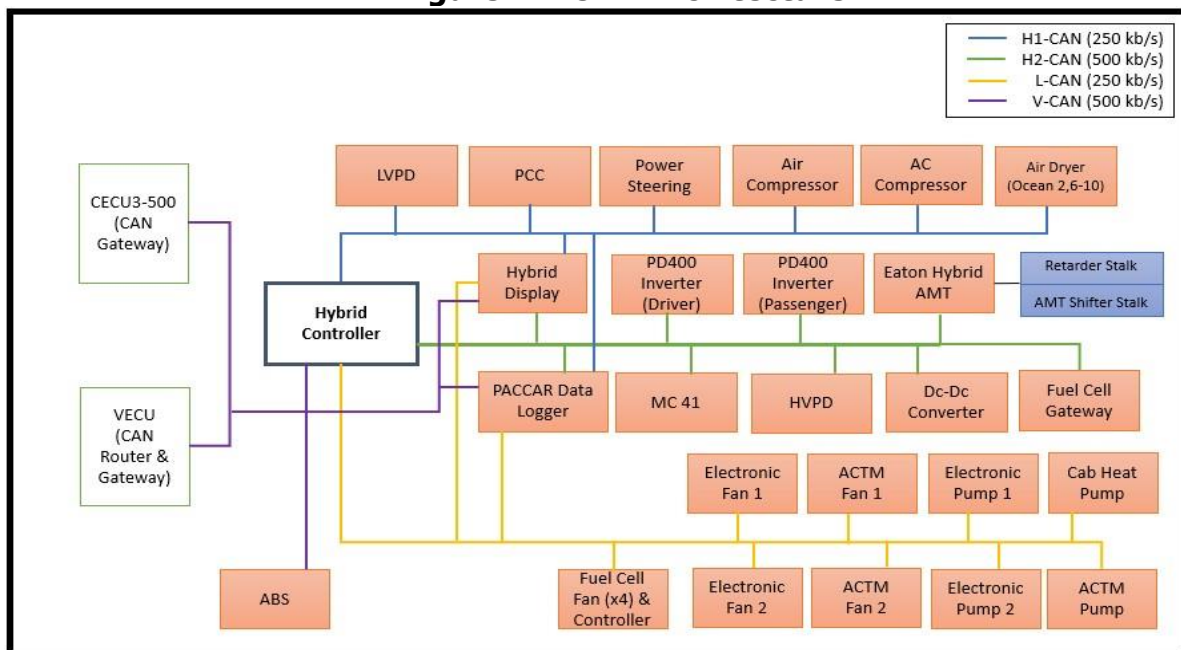 H1-CAN (250 kb/s)
H2-CAN (500 kb/s)
L-CAN (250 kb/s)
V-CAN (500 kb/s)
CECU3-500
(CAN
Gateway)
LVPD
PCC
Power
Steering
Air
Compressor
AC
Compressor
Air Dryer
(Ocean 2,6-10)
Hybrid
Controller
Hybrid
Display
PD400
Inverter
(Driver)
PD400
Inverter
(Passenger)
Eaton Hybrid
AMT
Retarder Stalk
AMT Shifter Stalk
VECU
(CAN
Router &
Gateway)
PACCAR Data
Logger
MC 41
HVPD
Dc-Dc
Converter
Fuel Cell
Gateway
Electronic
Fan 1
ACTM
Fan 1
Electronic
Pump 1
Cab Heat
Pump
ABS
Fuel Cell
Fan (x4) &
Controller
Electronic
Fan 2
ACTM
Fan 2
Electronic
Pump 2
ACTM
Pump